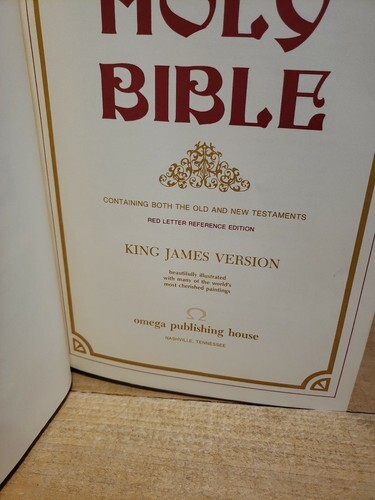 HOLY
BIBLE
CONTAINING BOTH THE OLD AND NEW TESTAMENTS
RED LETTER REFERENCE EDITION
KING JAMES VERSION
beautifully illustrated
with many of the world's
most cherished paintings
Ω
omega publishing house
NASHVILLE, TENNESSEE